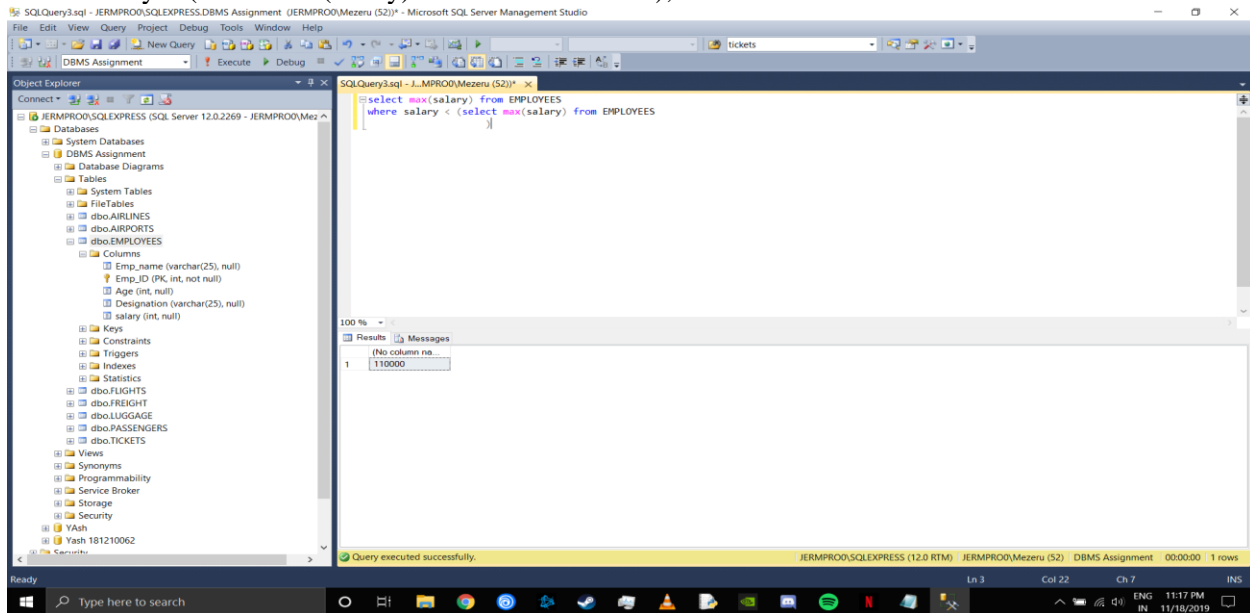 SQLQuery3.sql - JERMPRO0\SQLEXPRESS.DBMS Assignment (JERMPRO0\Mezeru (52))* - Microsoft SQL Server Management Studio
File Edit View Query Project Debug Tools Window Help
New Query tickets
DBMS Assignment Execute Debug
Object Explorer
Connect
JERMPRO0\SQLEXPRESS (SQL Server 12.0.2269 - JERMPRO0\Mez
Databases
System Databases
DBMS Assignment
Database Diagrams
Tables
System Tables
FileTables
dbo.AIRLINES
dbo.AIRPORTS
dbo.EMPLOYEES
Columns
Emp_name (varchar(25), null)
Emp_ID (PK, int, not null)
Age (int, null)
Designation (varchar(25), null)
salary (int, null)
Keys
Constraints
Triggers
Indexes
Statistics
dbo.FLIGHTS
dbo.FREIGHT
dbo.LUGGAGE
dbo.PASSENGERS
dbo.TICKETS
Views
Synonyms
Programmability
Service Broker
Storage
Security
YAsh
Yash 181210062
Security
SQLQuery3.sql - J...MPRO0\Mezeru (52))*
select max(salary) from EMPLOYEES
where salary < (select max(salary) from EMPLOYEES
)
100 %
Results Messages
(No column na...
1 110000
Query executed successfully. JERMPRO0\SQLEXPRESS (12.0 RTM) JERMPRO0\Mezeru (52) DBMS Assignment 00:00:00 1 rows
Ready Ln 3 Col 22 Ch 7 INS
Type here to search
ENG 11:17 PM
IN 11/18/2019